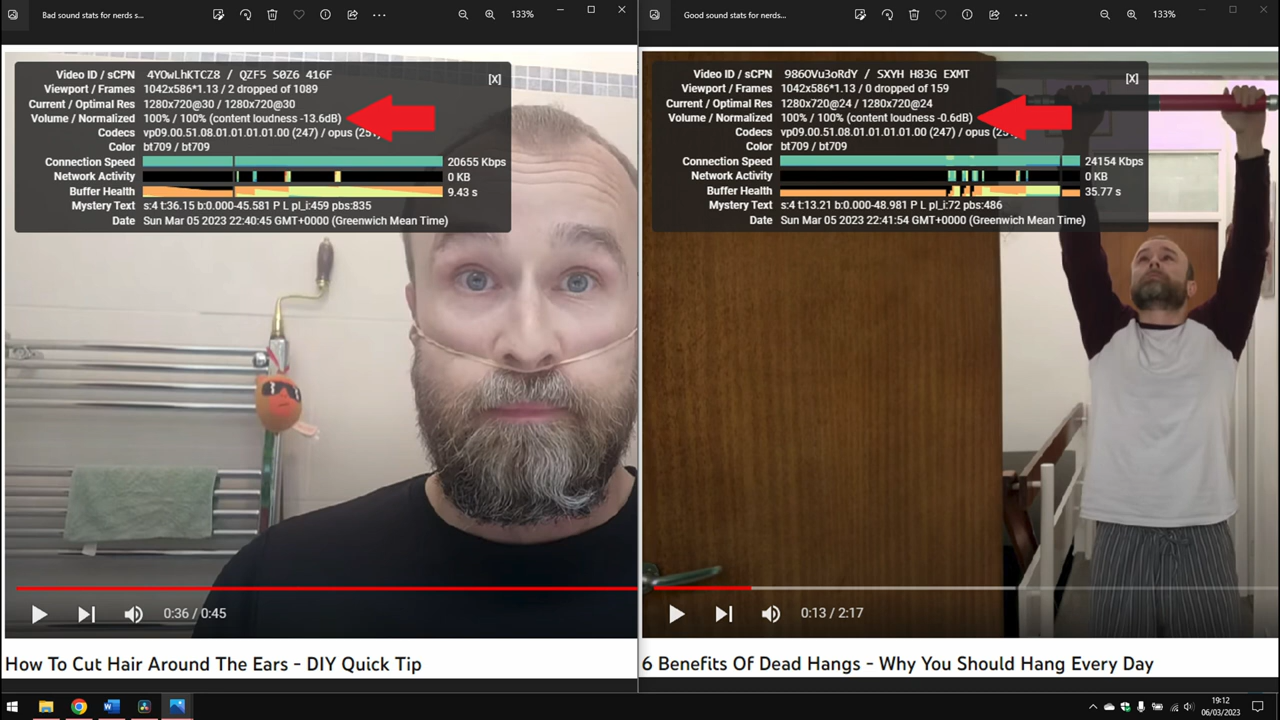 Bad sound stats for nerds s...
133%
Video ID / sCPN 4YOwLhKTCZ8 / QZF5 S0Z6 416F
[X]
Viewport / Frames 1042x586*1.13 / 2 dropped of 1089
Current / Optimal Res 1280x720@30 / 1280x720@30
Volume / Normalized 100% / 100% (content loudness -13.6dB)
Codecs vp09.00.51.08.01.01.01.01.00 (247) / opus (251
Color bt709 / bt709
Connection Speed 20655 Kbps
Network Activity 0 KB
Buffer Health 9.43 s
Mystery Text s:4 t:36.15 b:0.000-45.581 P L pl_i:459 pbs:835
Date Sun Mar 05 2023 22:40:45 GMT+0000 (Greenwich Mean Time)
0:36 / 0:45
How To Cut Hair Around The Ears - DIY Quick Tip
Good sound stats for nerds...
133%
Video ID / sCPN 986OVu3oRdY / SXYH H83G EXMT
[X]
Viewport / Frames 1042x586*1.13 / 0 dropped of 159
Current / Optimal Res 1280x720@24 / 1280x720@24
Volume / Normalized 100% / 100% (content loudness -0.6dB)
Codecs vp09.00.51.08.01.01.01.01.00 (247) / opus (25
Color bt709 / bt709
Connection Speed 24154 Kbps
Network Activity 0 KB
Buffer Health 35.77 s
Mystery Text s:4 t:13.21 b:0.000-48.981 P L pl_i:72 pbs:486
Date Sun Mar 05 2023 22:41:54 GMT+0000 (Greenwich Mean Time)
0:13 / 2:17
6 Benefits Of Dead Hangs - Why You Should Hang Every Day
19:12
06/03/2023